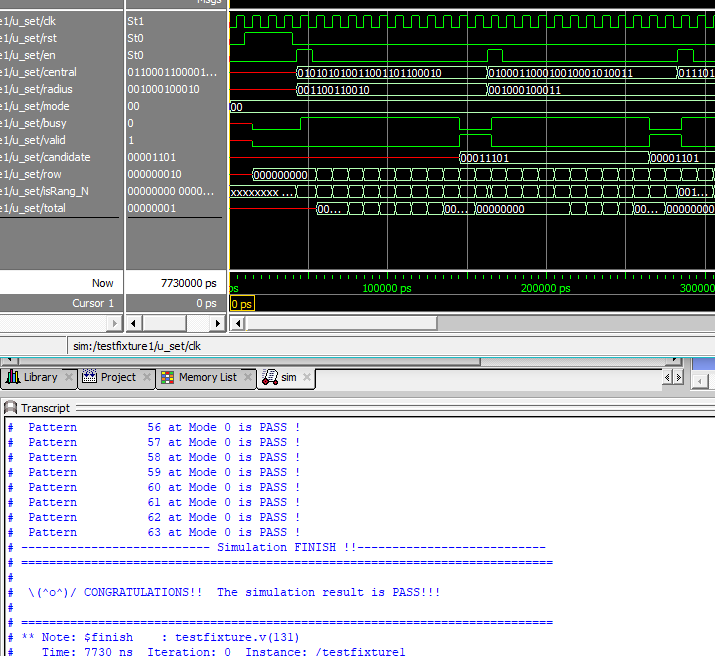 Msgs
e1/u_set/clk St1
e1/u_set/rst St0
e1/u_set/en St0
e1/u_set/central 0110001100001... 010101010011001101100010 010001100010010001010011 011101
e1/u_set/radius 001000100010 001100110010 001000100011
e1/u_set/mode 00 00
e1/u_set/busy 0
e1/u_set/valid 1
e1/u_set/candidate 00001101 00011101 00001101
e1/u_set/row 000000010 000000000
e1/u_set/isRang_N 00000000 0000... xxxxxxxx ... 001...
e1/u_set/total 00000001 00... 00... 00000000 00... 00000000
Now 7730000 ps ps 100000 ps 200000 ps 300000
Cursor 1 0 ps 0 ps
sim:/testfixture1/u_set/clk
Library Project Memory List sim
Transcript
# Pattern 56 at Mode 0 is PASS !
# Pattern 57 at Mode 0 is PASS !
# Pattern 58 at Mode 0 is PASS !
# Pattern 59 at Mode 0 is PASS !
# Pattern 60 at Mode 0 is PASS !
# Pattern 61 at Mode 0 is PASS !
# Pattern 62 at Mode 0 is PASS !
# Pattern 63 at Mode 0 is PASS !
# ---------------------------- Simulation FINISH !!----------------------------
# ===============================================================================
#
# \(^o^)/ CONGRATULATIONS!! The simulation result is PASS!!!
#
# ===============================================================================
# ** Note: $finish : testfixture.v(131)
# Time: 7730 ns Iteration: 0 Instance: /testfixture1